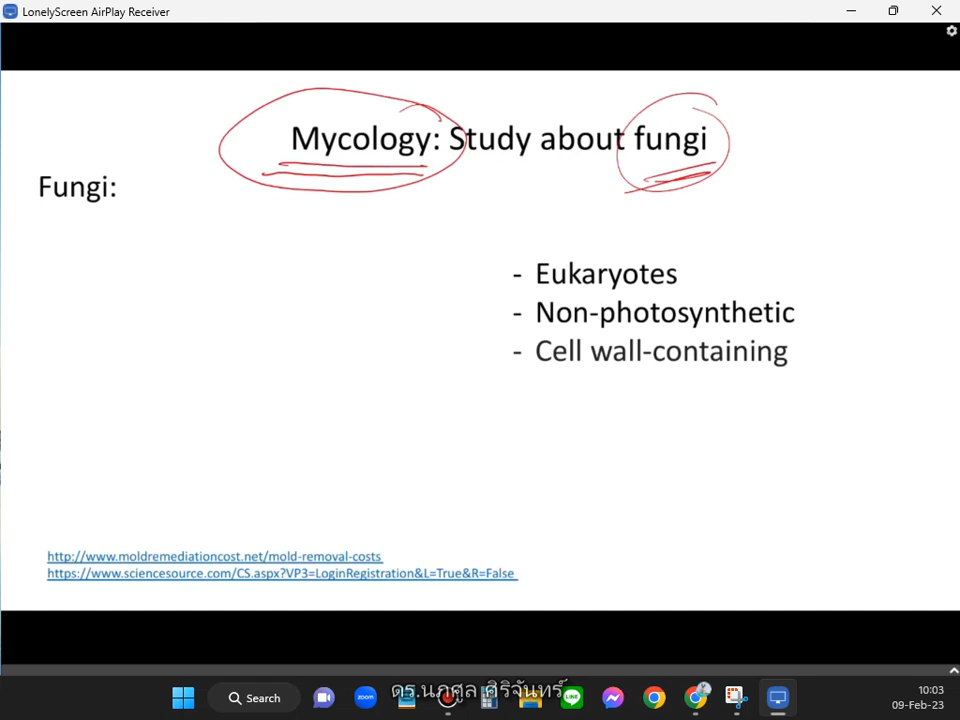 LonelyScreen AirPlay Receiver
Mycology: Study about fungi
Fungi:
- Eukaryotes
- Non-photosynthetic
- Cell wall-containing
http://www.moldremediationcost.net/mold-removal-costs
https://www.sciencesource.com/CS.aspx?VP3=LoginRegistration&L=True&R=False
Search
zoom
ดร.นภศูล ศิริจันทร์
LINE
10:03
09-Feb-23